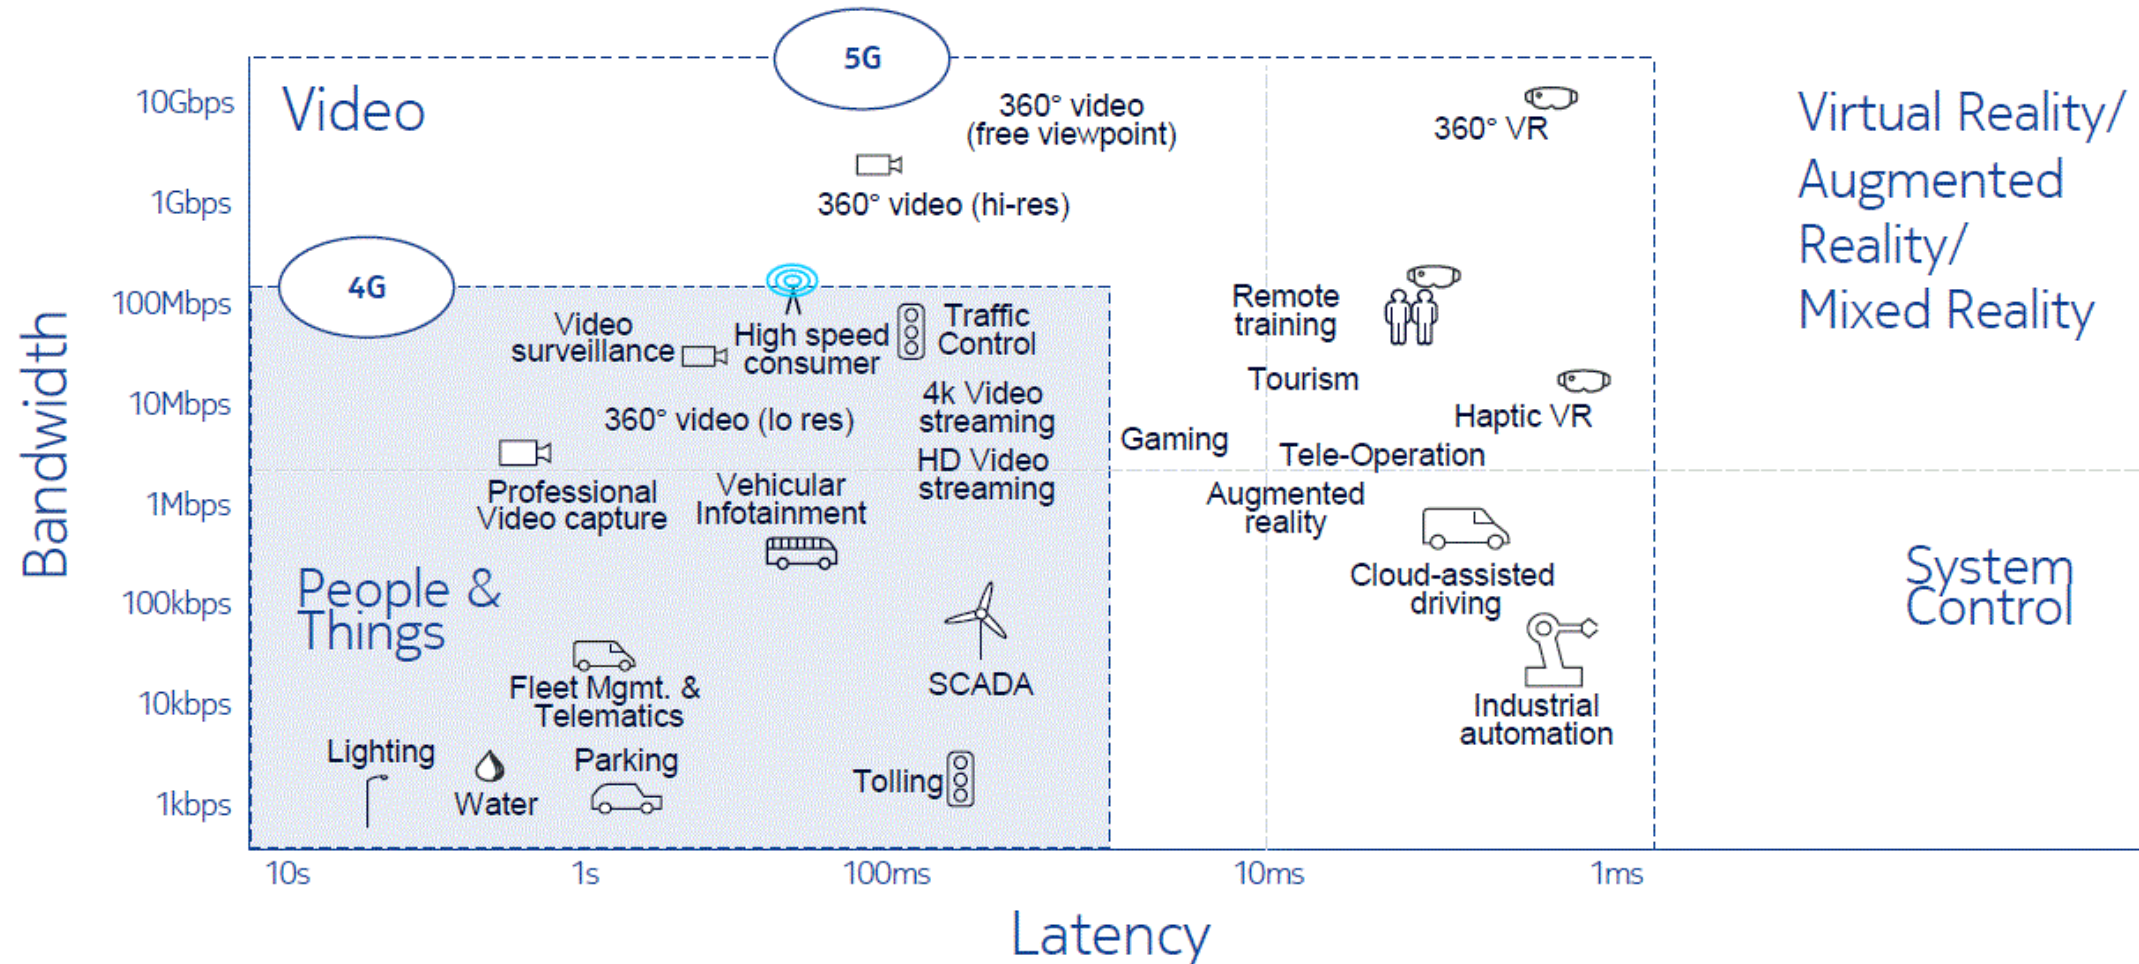 5G
10Gbps
Video
360° video
(free viewpoint)
360° VR
Virtual Reality/
Augmented
Reality/
Mixed Reality
1Gbps
360° video (hi-res)
4G
100Mbps
Video
surveillance
High speed
consumer
Traffic
Control
Remote
training
Bandwidth
10Mbps
360° video (lo res)
4k Video
streaming
Tourism
Haptic VR
Gaming
HD Video
streaming
Tele-Operation
1Mbps
Professional
Video capture
Vehicular
Infotainment
Augmented
reality
100kbps
People &
Things
Cloud-assisted
driving
System
Control
10kbps
Fleet Mgmt. &
Telematics
SCADA
Industrial
automation
Lighting
Water
Parking
Tolling
1kbps
10s
1s
100ms
10ms
1ms
Latency